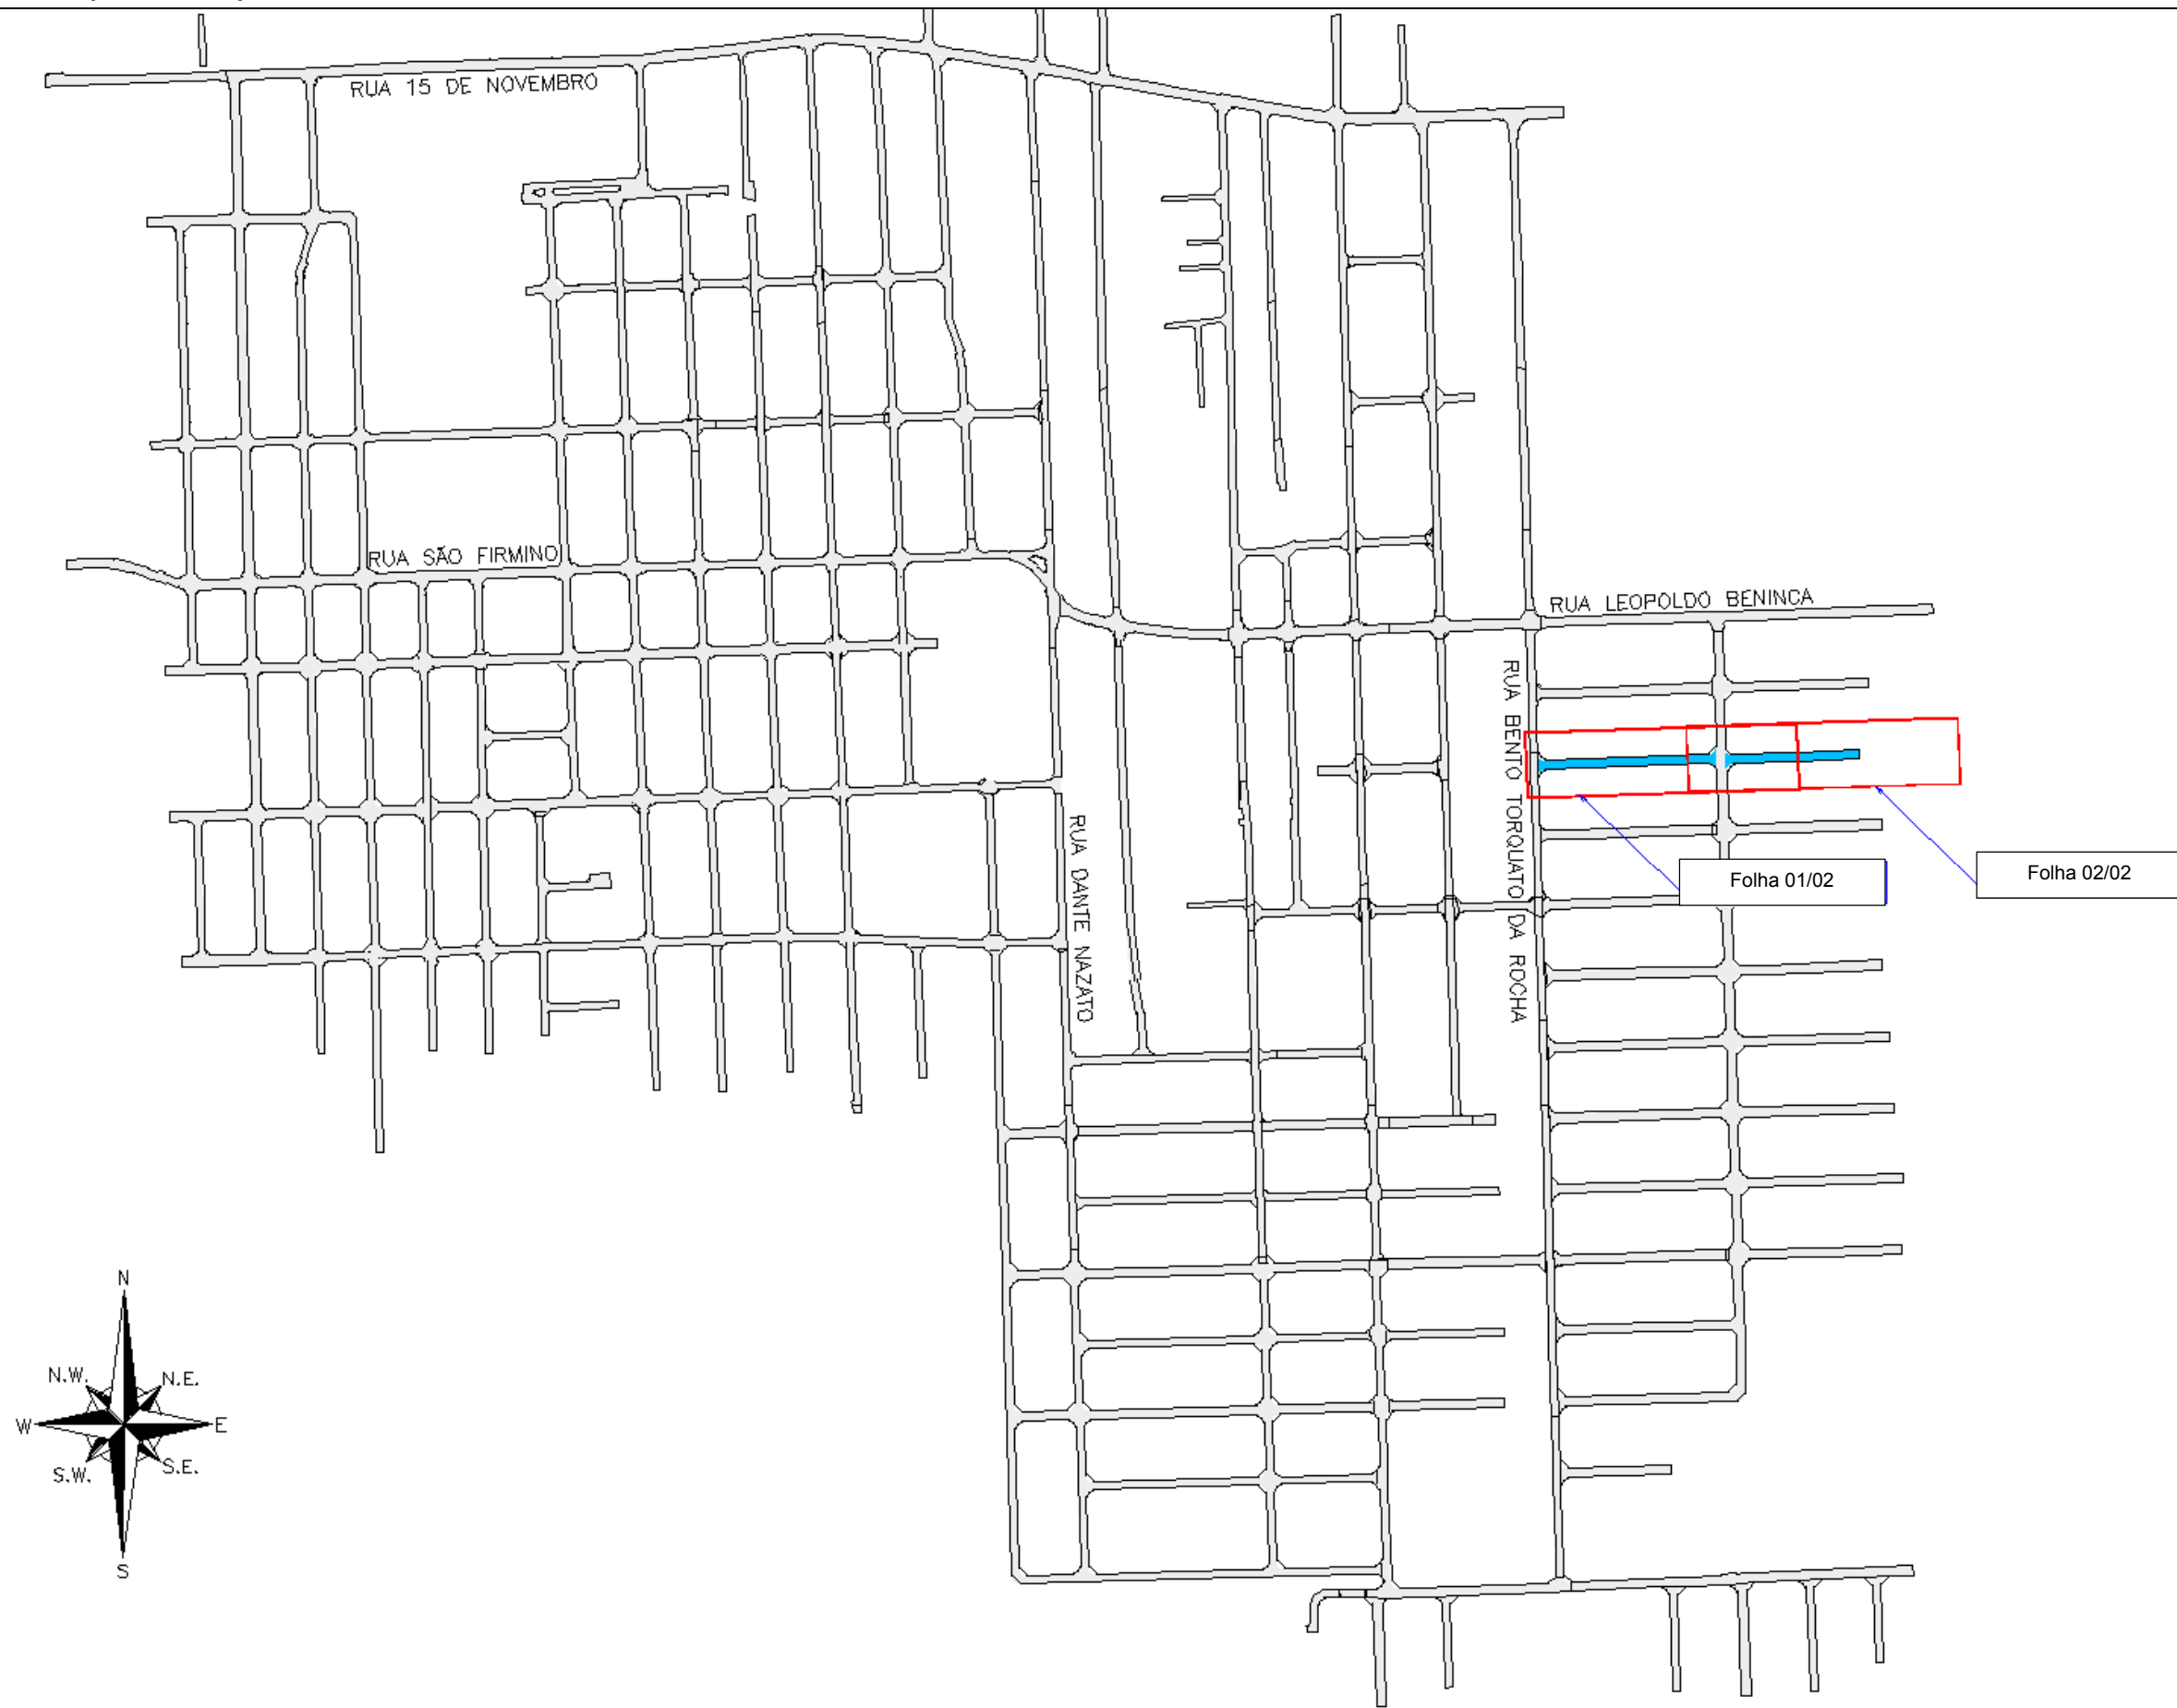 RUA 15 DE NOVEMBRO
RUA SÃO FIRMINO
RUA LEOPOLDO BENINCA
RUA BENTO TORQUATO DA ROCHA
RUA DANTE NAZATO
Folha 01/02
Folha 02/02
N
N.W.
N.E.
W
E
S.W.
S.E.
S